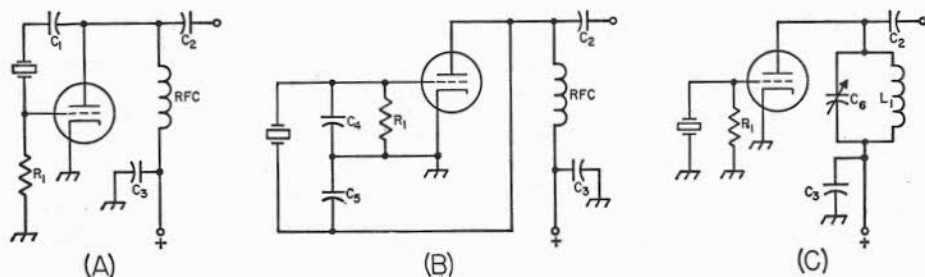 C1
C2
RFC
R1
C3
+
(A)
C4
R1
C5
C2
RFC
C3
+
(B)
R1
C2
C6
L1
C3
+
(C)